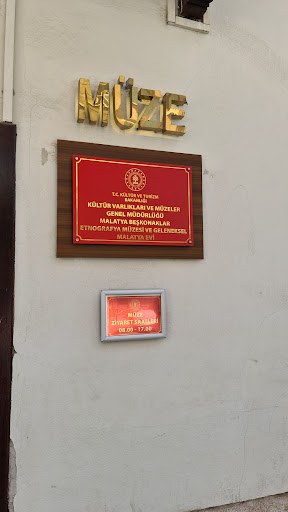 MÜZE
T.C. KÜLTÜR VE TURİZM
BAKANLIĞI
KÜLTÜR VARLIKLARI VE MÜZELER
GENEL MÜDÜRLÜĞÜ
MALATYA BEŞKONAKLAR
ETNOGRAFYA MÜZESİ VE GELENEKSEL
MALATYA EVİ
MÜZE
ZİYARET SAATLERİ
08.00 - 17.00